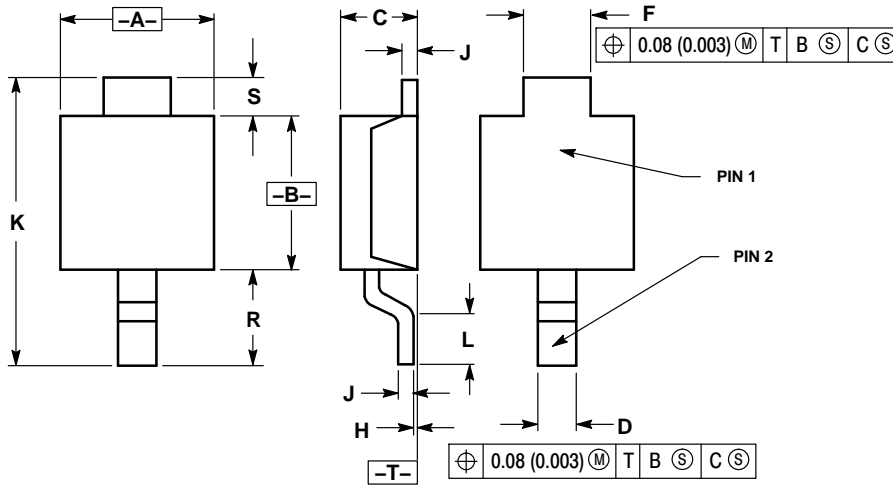 –A–
C
F
⌖ 0.08 (0.003) Ⓜ T B Ⓢ C Ⓢ
J
S
–B–
K
PIN 1
PIN 2
R
L
J
H
D
–T–
⌖ 0.08 (0.003) Ⓜ T B Ⓢ C Ⓢ